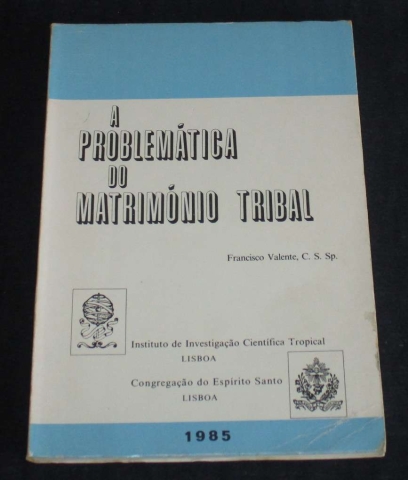 A
PROBLEMÁTICA
DO
MATRIMÓNIO TRIBAL
Francisco Valente, C. S. Sp.
Instituto de Investigação Científica Tropical
LISBOA
Congregação do Espírito Santo
LISBOA
1985